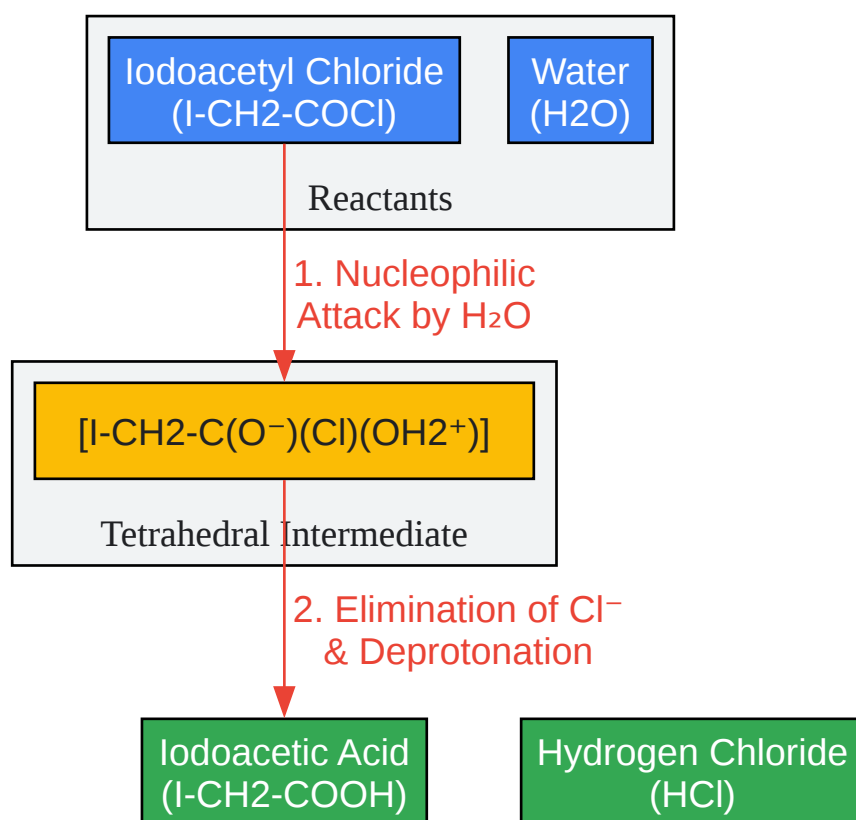 Iodoacetyl Chloride
(I-CH2-COCl)
Water
(H2O)
Reactants
1. Nucleophilic
Attack by H₂O
[I-CH2-C(O⁻)(Cl)(OH2⁺)]
Tetrahedral Intermediate
2. Elimination of Cl⁻
& Deprotonation
Iodoacetic Acid
(I-CH2-COOH)
Hydrogen Chloride
(HCl)